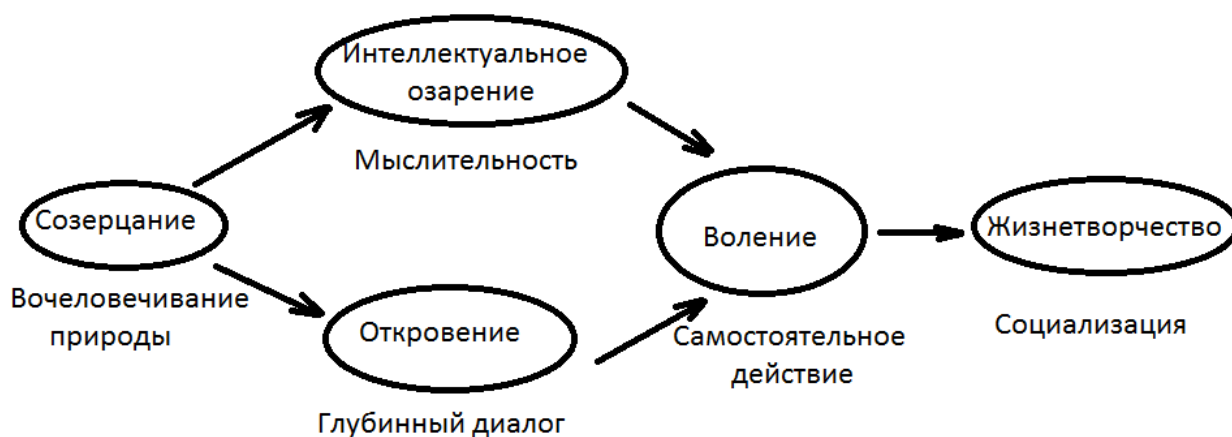 Интеллектуальное
озарение
Мыслительность
Созерцание
Вочеловечивание
природы
Откровение
Глубинный диалог
Воление
Самостоятельное
действие
Жизнетворчество
Социализация